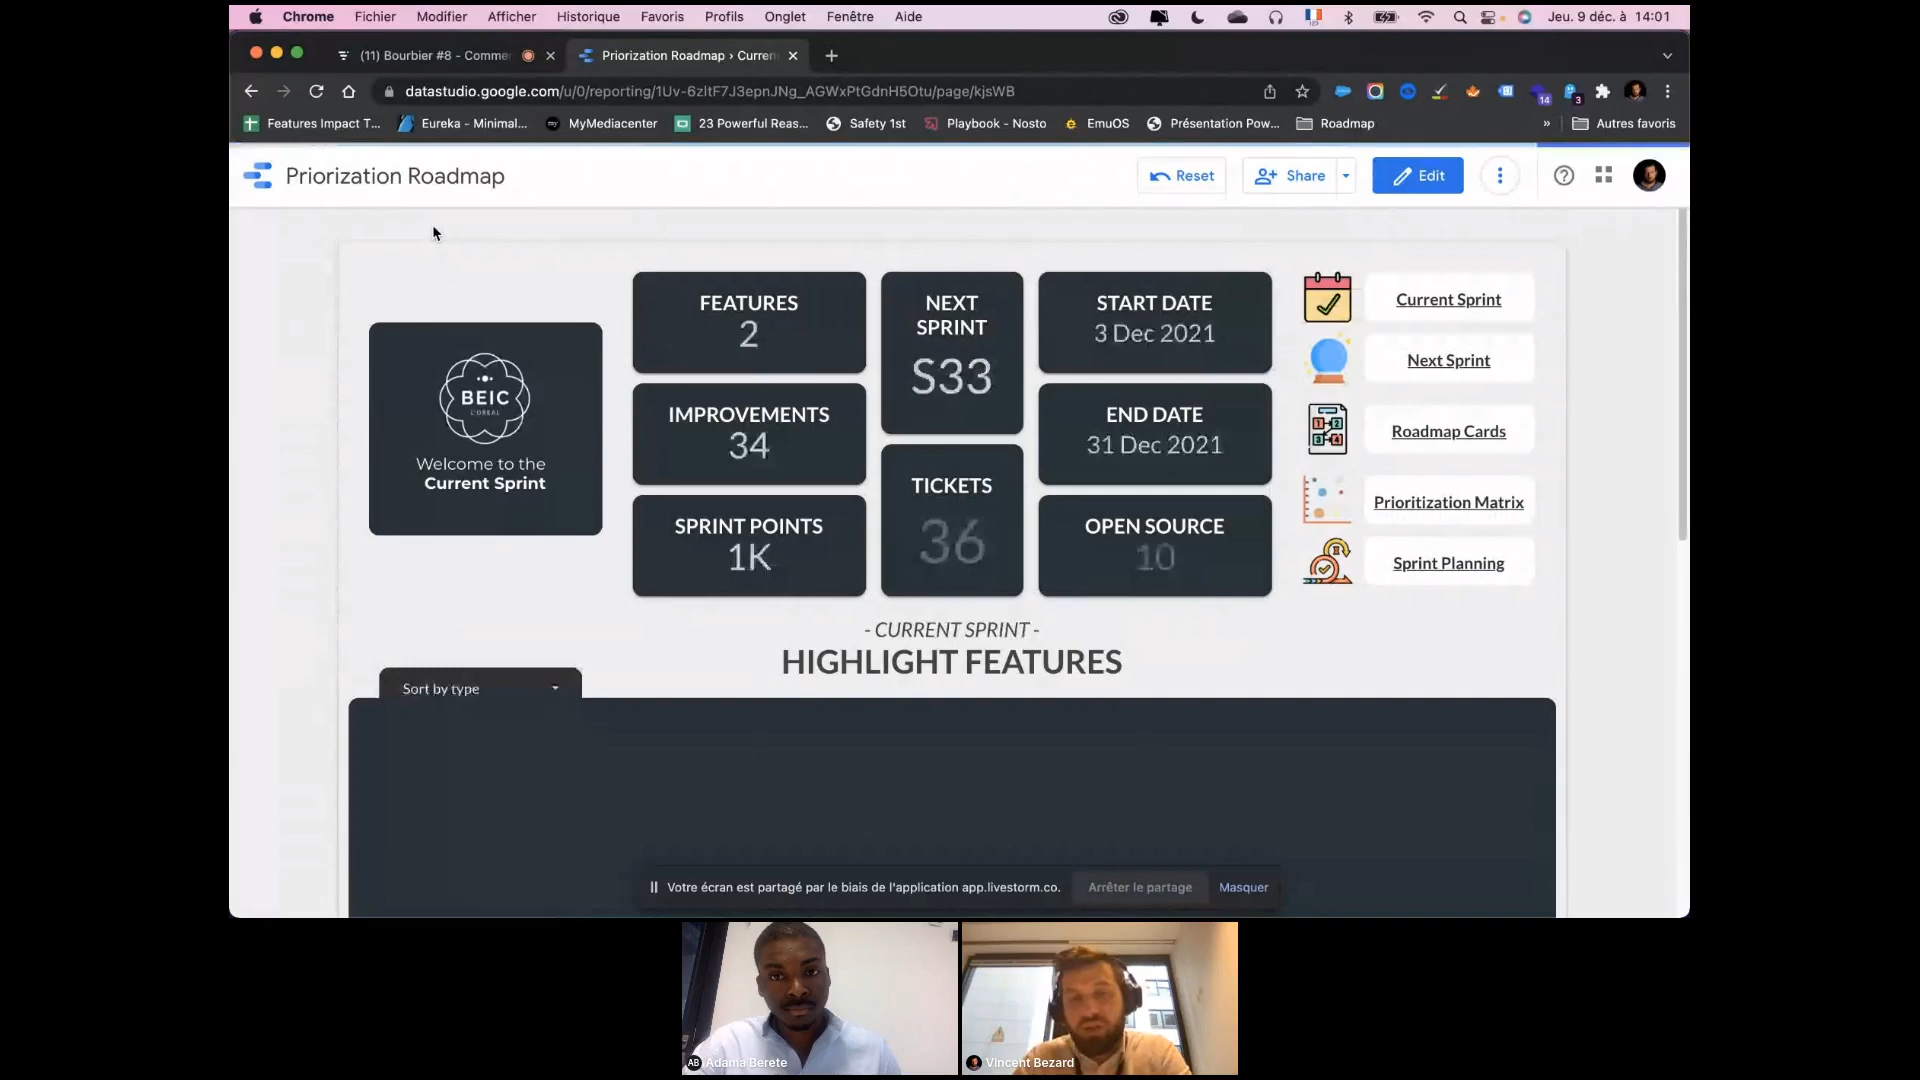 Chrome Fichier Modifier Afficher Historique Favoris Profils Onglet Fenêtre Aide Jeu. 9 déc. à 14:01
(11) Bourbier #8 - Comme
Priorization Roadmap › Curren
datastudio.google.com/u/0/reporting/1Uv-6zItF7J3epnJNg_AGWxPtGdnH5Otu/page/kjsWB
14
3
Features Impact T... Eureka - Minimal... MyMediacenter 23 Powerful Reas... Safety 1st Playbook - Nosto EmuOS Présentation Pow... Roadmap » Autres favoris
Priorization Roadmap
Reset
Share
Edit
BEIC
L'OREAL
Welcome to the
Current Sprint
FEATURES
2
IMPROVEMENTS
34
SPRINT POINTS
1K
NEXT
SPRINT
S33
TICKETS
36
START DATE
3 Dec 2021
END DATE
31 Dec 2021
OPEN SOURCE
10
Current Sprint
Next Sprint
Roadmap Cards
Prioritization Matrix
Sprint Planning
- CURRENT SPRINT -
HIGHLIGHT FEATURES
Sort by type
Votre écran est partagé par le biais de l'application app.livestorm.co. Arrêter le partage Masquer
AB Adama Berete
Vincent Bezard